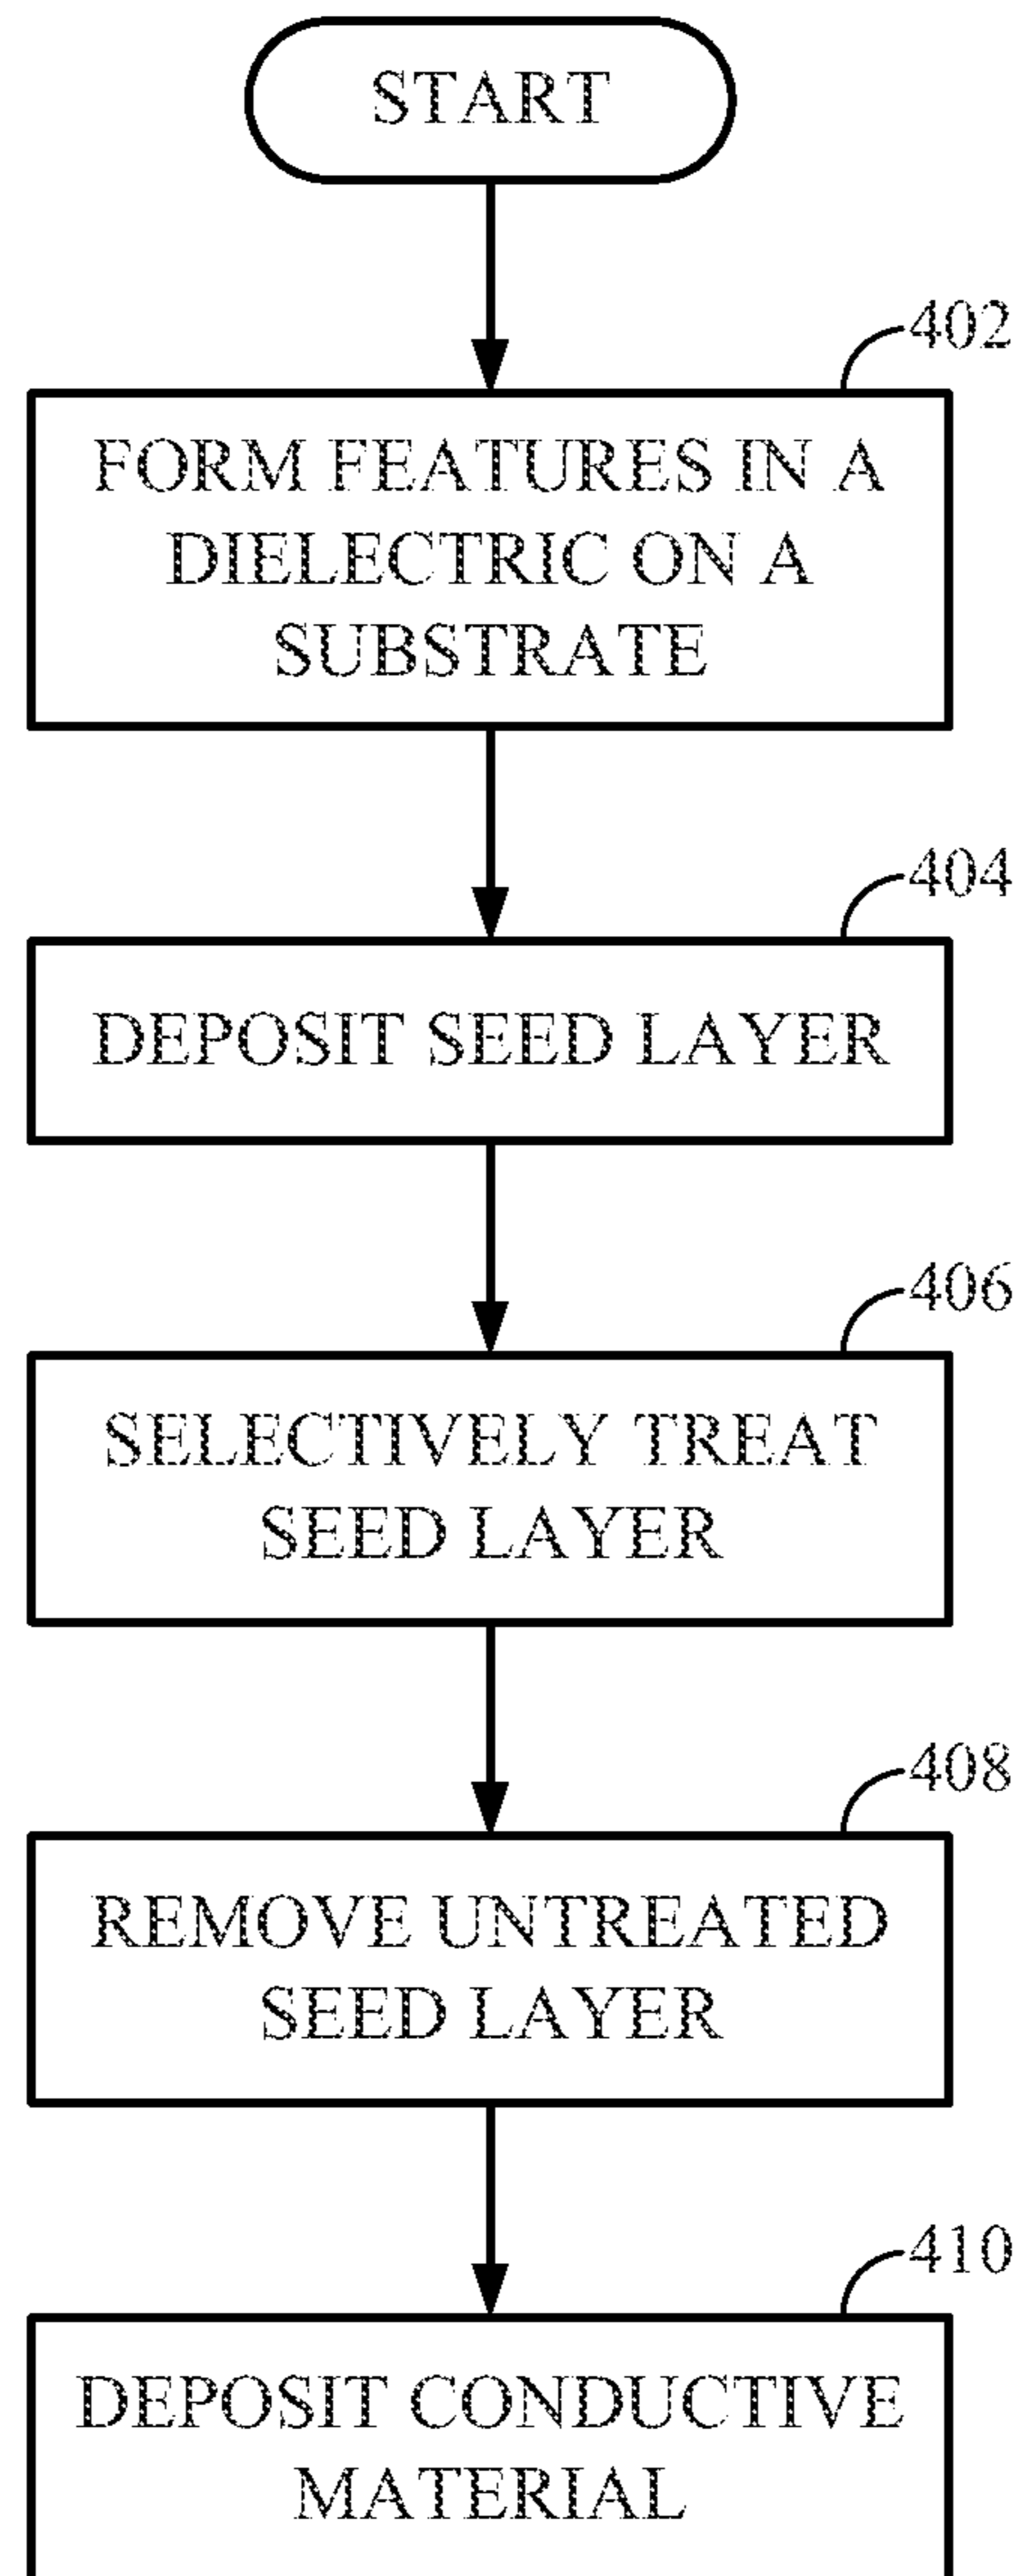 START
402
FORM FEATURES IN A
DIELECTRIC ON A
SUBSTRATE
404
DEPOSIT SEED LAYER
406
SELECTIVELY TREAT
SEED LAYER
408
REMOVE UNTREATED
SEED LAYER
410
DEPOSIT CONDUCTIVE
MATERIAL